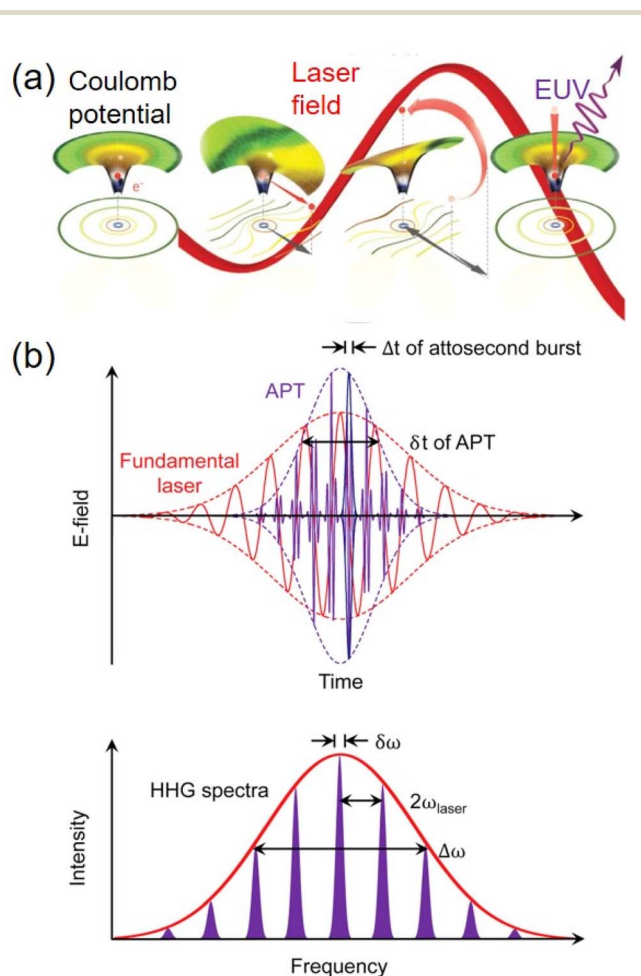 (a)
Coulomb
potential
Laser
field
EUV
e⁻
(b)
Δt of attosecond burst
APT
δt of APT
Fundamental
laser
E-field
Time
δω
HHG spectra
2ωlaser
Δω
Intensity
Frequency